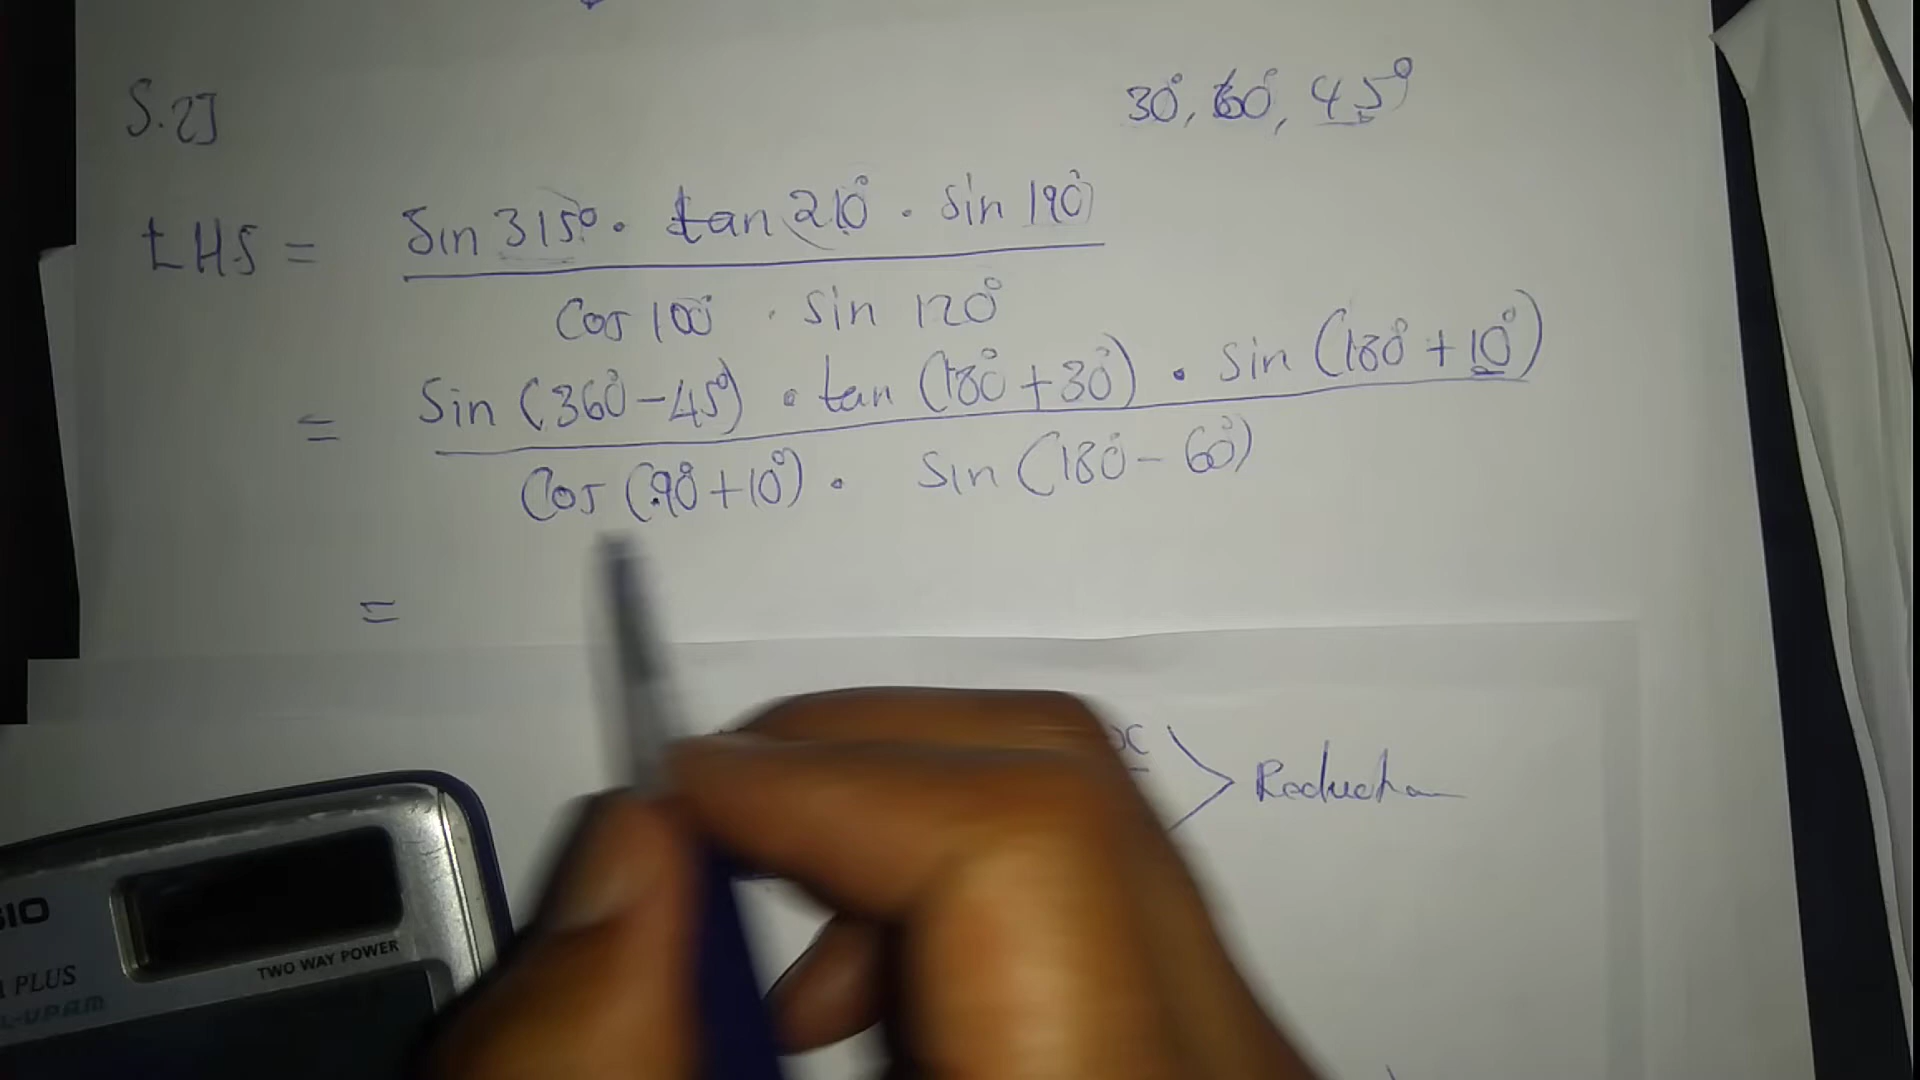 5.2]
30°, 60°, 45°
LHS = sin 315° · tan 210° · sin 190°
cos 100° · sin 120°
= sin (360° - 45°) · tan (180° + 30°) · sin (180° + 10°)
cos (90° + 10°) · sin (180° - 60°)
=
Reduction
TWO WAY POWER
PLUS